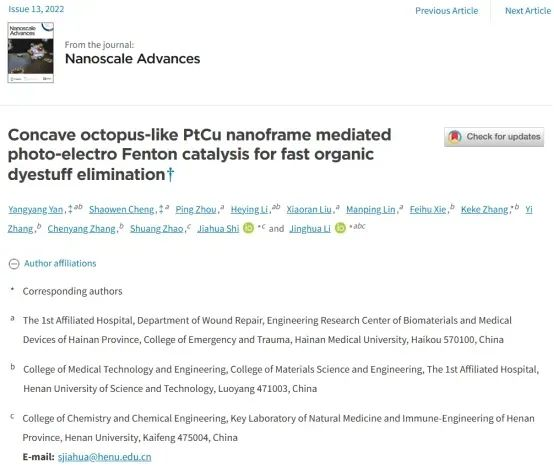 Issue 13, 2022
Previous Article
Next Article
Nanoscale
Advances
From the journal:
Nanoscale Advances
Concave octopus-like PtCu nanoframe mediated
photo-electro Fenton catalysis for fast organic
dyestuff elimination†
Check for updates
Yangyang Yan,‡ab Shaowen Cheng,‡a Ping Zhou,a Heying Li,ab Xiaoran Liu,a Manping Lin,a Feihu Xie,b Keke Zhang,*b Yi
Zhang,b Chenyang Zhang,b Shuang Zhao,c Jiahua Shi iD *c and Jinghua Li iD *abc
Author affiliations
* Corresponding authors
a The 1st Affiliated Hospital, Department of Wound Repair, Engineering Research Center of Biomaterials and Medical
Devices of Hainan Province, College of Emergency and Trauma, Hainan Medical University, Haikou 570100, China
b College of Medical Technology and Engineering, College of Materials Science and Engineering, The 1st Affiliated Hospital,
Henan University of Science and Technology, Luoyang 471003, China
c College of Chemistry and Chemical Engineering, Key Laboratory of Natural Medicine and Immune-Engineering of Henan
Province, Henan University, Kaifeng 475004, China
E-mail: sjiahua@henu.edu.cn